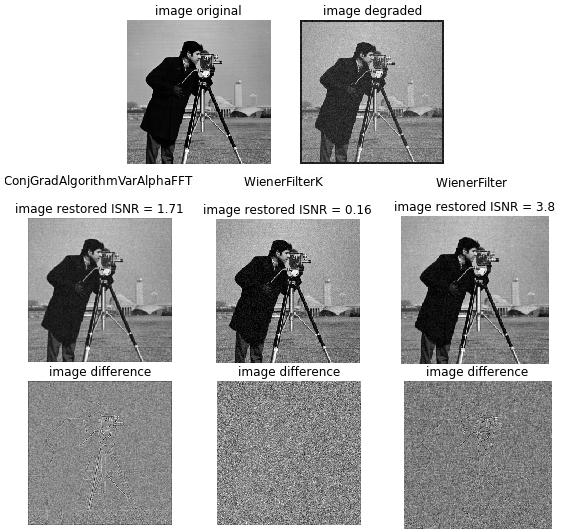 image original
image degraded
ConjGradAlgorithmVarAlphaFFT
WienerFilterK
WienerFilter
image restored ISNR = 1.71
image restored ISNR = 0.16
image restored ISNR = 3.8
image difference
image difference
image difference